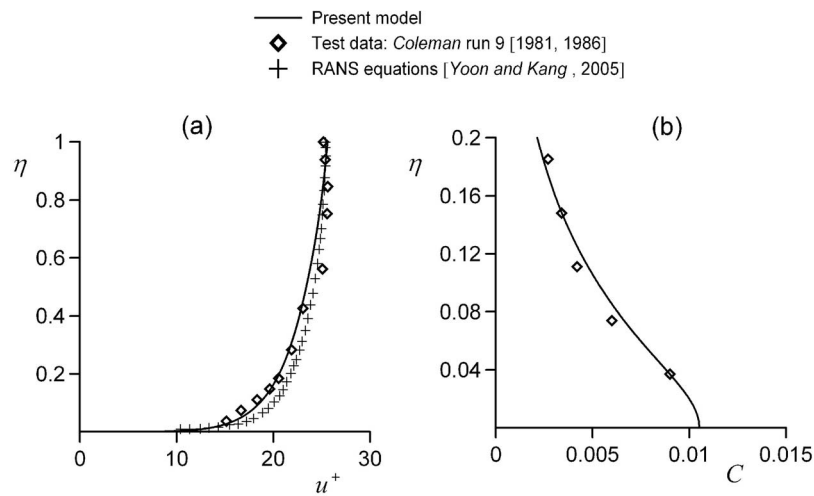 Present model
Test data: Coleman run 9 [1981, 1986]
RANS equations [Yoon and Kang , 2005]
(a)
η
1
0.8
0.6
0.4
0.2
0 10 20 30
u+
(b)
η
0.2
0.16
0.12
0.08
0.04
0 0.005 0.01 0.015
C